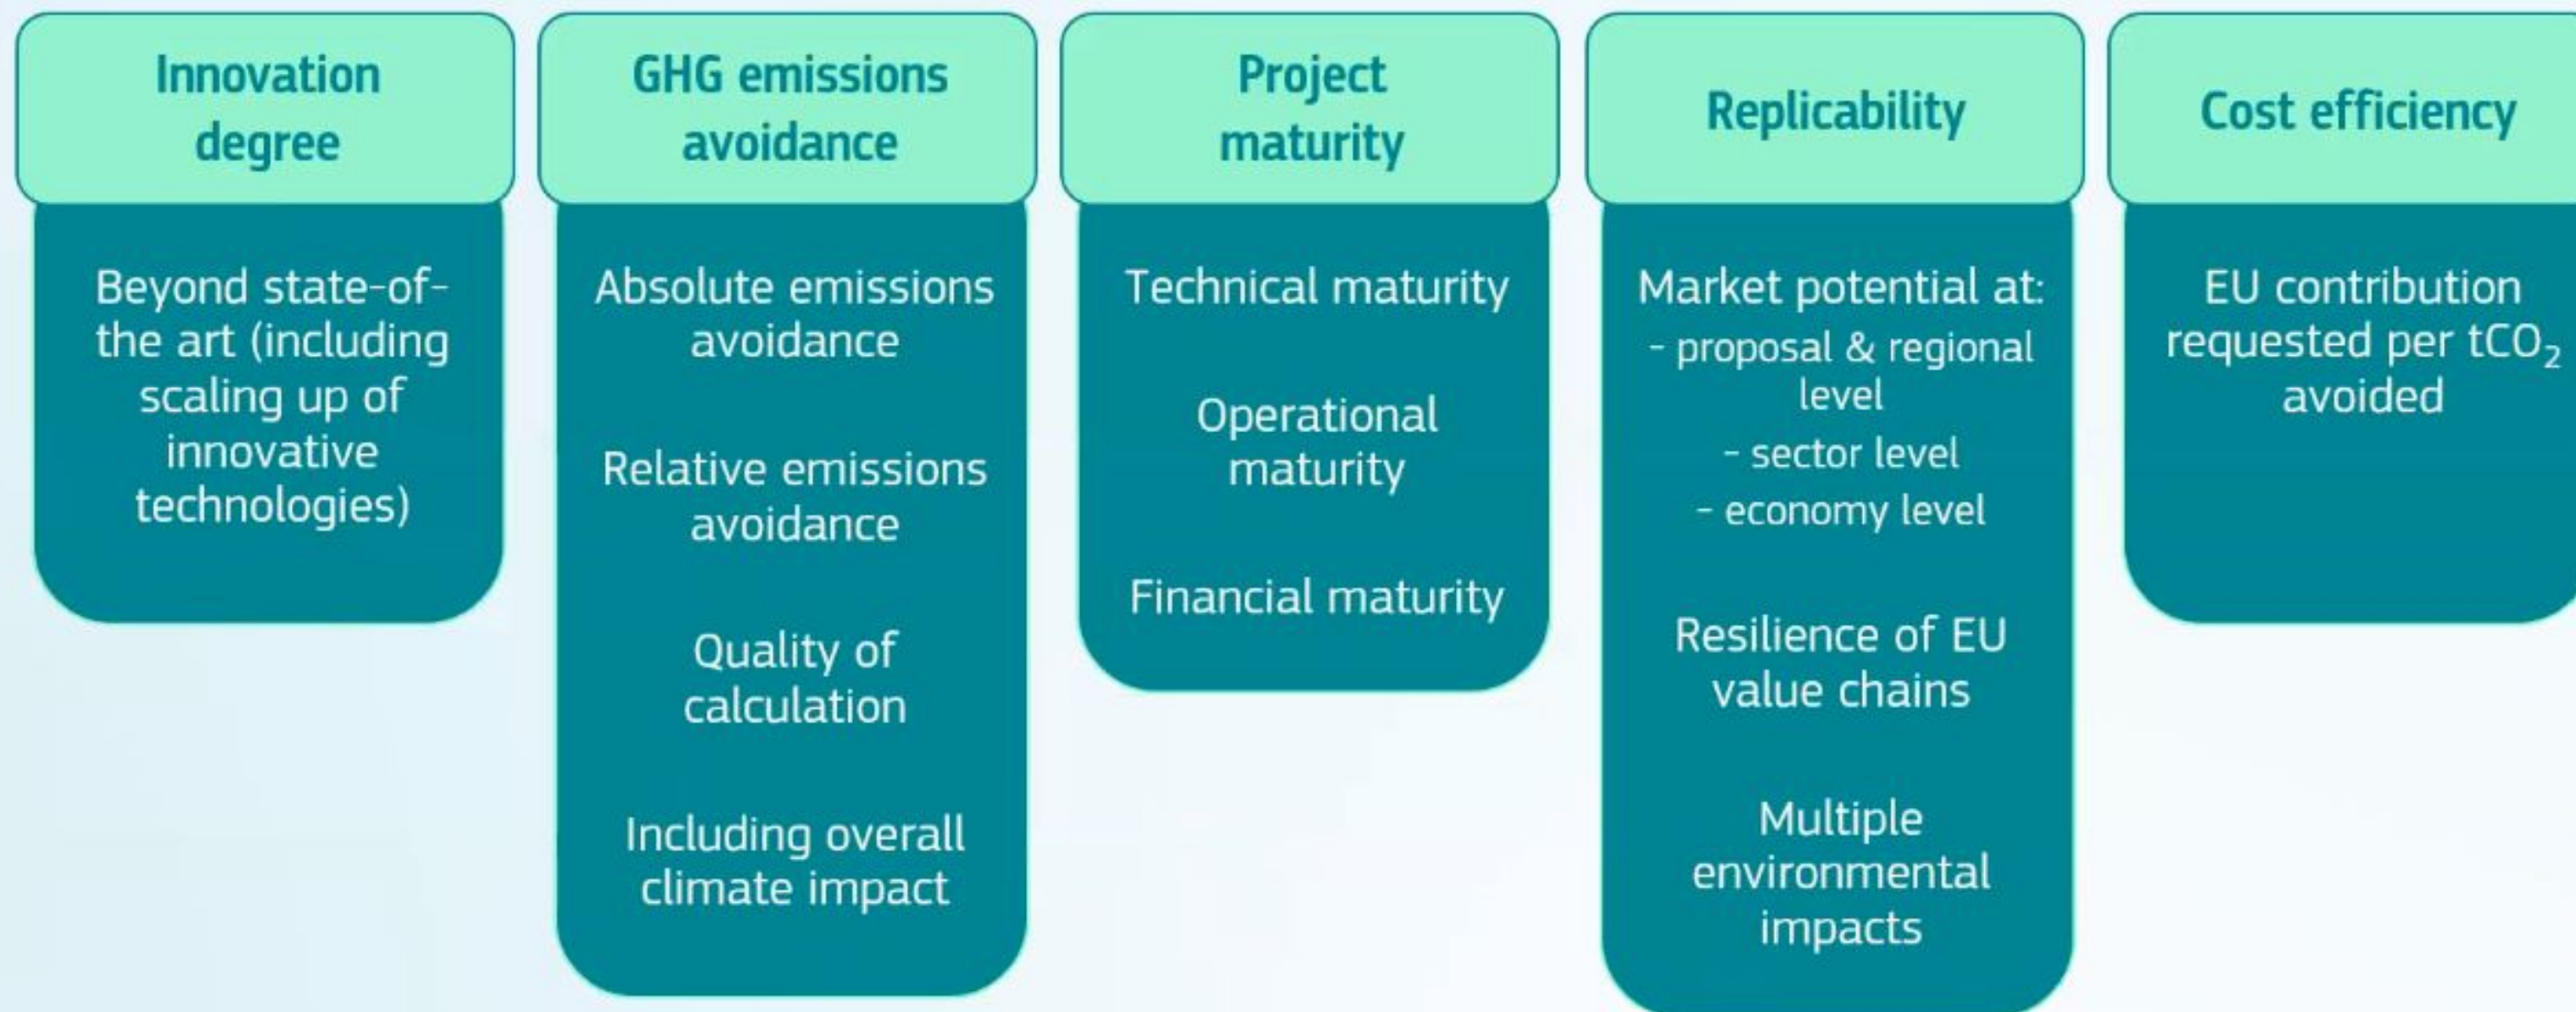 Innovation
degree
Beyond state-of-
the art (including
scaling up of
innovative
technologies)
GHG emissions
avoidance
Absolute emissions
avoidance
Relative emissions
avoidance
Quality of
calculation
Including overall
climate impact
Project
maturity
Technical maturity
Operational
maturity
Financial maturity
Replicability
Market potential at:
- proposal & regional
level
- sector level
- economy level
Resilience of EU
value chains
Multiple
environmental
impacts
Cost efficiency
EU contribution
requested per tCO₂
avoided